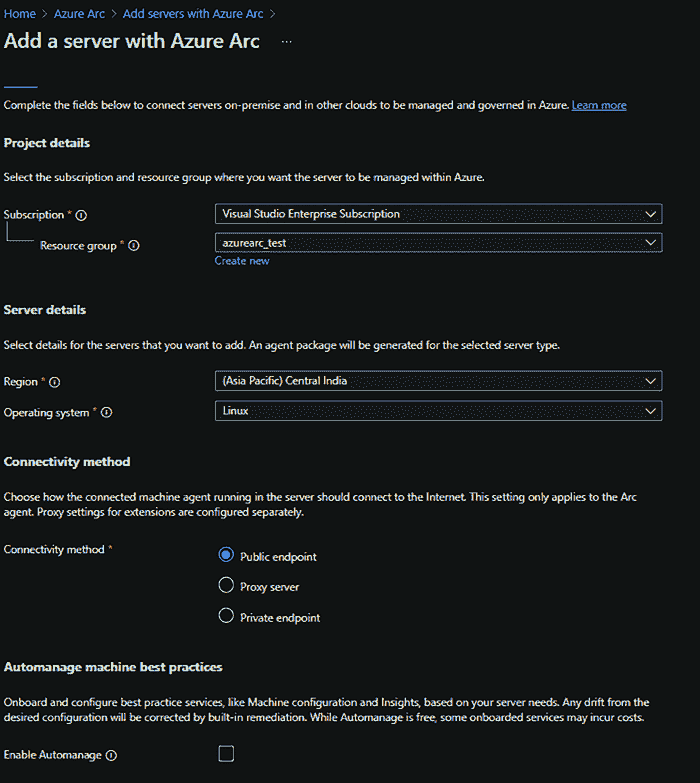 Home > Azure Arc > Add servers with Azure Arc >
Add a server with Azure Arc ...
Complete the fields below to connect servers on-premise and in other clouds to be managed and governed in Azure. Learn more
Project details
Select the subscription and resource group where you want the server to be managed within Azure.
Subscription *
Visual Studio Enterprise Subscription
Resource group *
azurearc_test
Create new
Server details
Select details for the servers that you want to add. An agent package will be generated for the selected server type.
Region *
(Asia Pacific) Central India
Operating system *
Linux
Connectivity method
Choose how the connected machine agent running in the server should connect to the Internet. This setting only applies to the Arc
agent. Proxy settings for extensions are configured separately.
Connectivity method *
Public endpoint
Proxy server
Private endpoint
Automanage machine best practices
Onboard and configure best practice services, like Machine configuration and Insights, based on your server needs. Any drift from the
desired configuration will be corrected by built-in remediation. While Automanage is free, some onboarded services may incur costs.
Enable Automanage